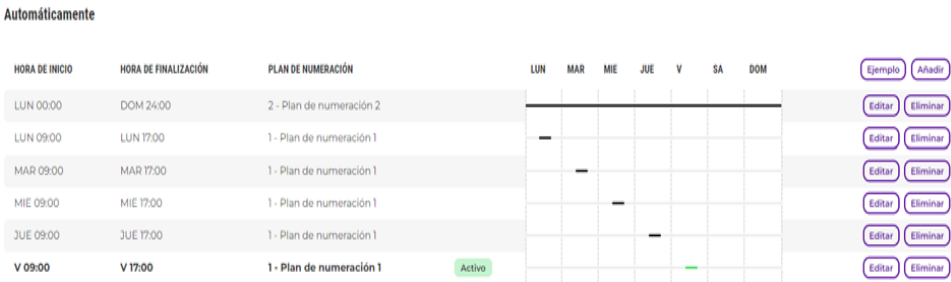 Automáticamente
HORA DE INICIO HORA DE FINALIZACIÓN PLAN DE NUMERACIÓN LUN MAR MIE JUE V SA DOM Ejemplo Añadir
LUN 00:00 DOM 24:00 2 - Plan de numeración 2 Editar Eliminar
LUN 09:00 LUN 17:00 1 - Plan de numeración 1 Editar Eliminar
MAR 09:00 MAR 17:00 1 - Plan de numeración 1 Editar Eliminar
MIE 09:00 MIE 17:00 1 - Plan de numeración 1 Editar Eliminar
JUE 09:00 JUE 17:00 1 - Plan de numeración 1 Editar Eliminar
V 09:00 V 17:00 1 - Plan de numeración 1 Activo Editar Eliminar